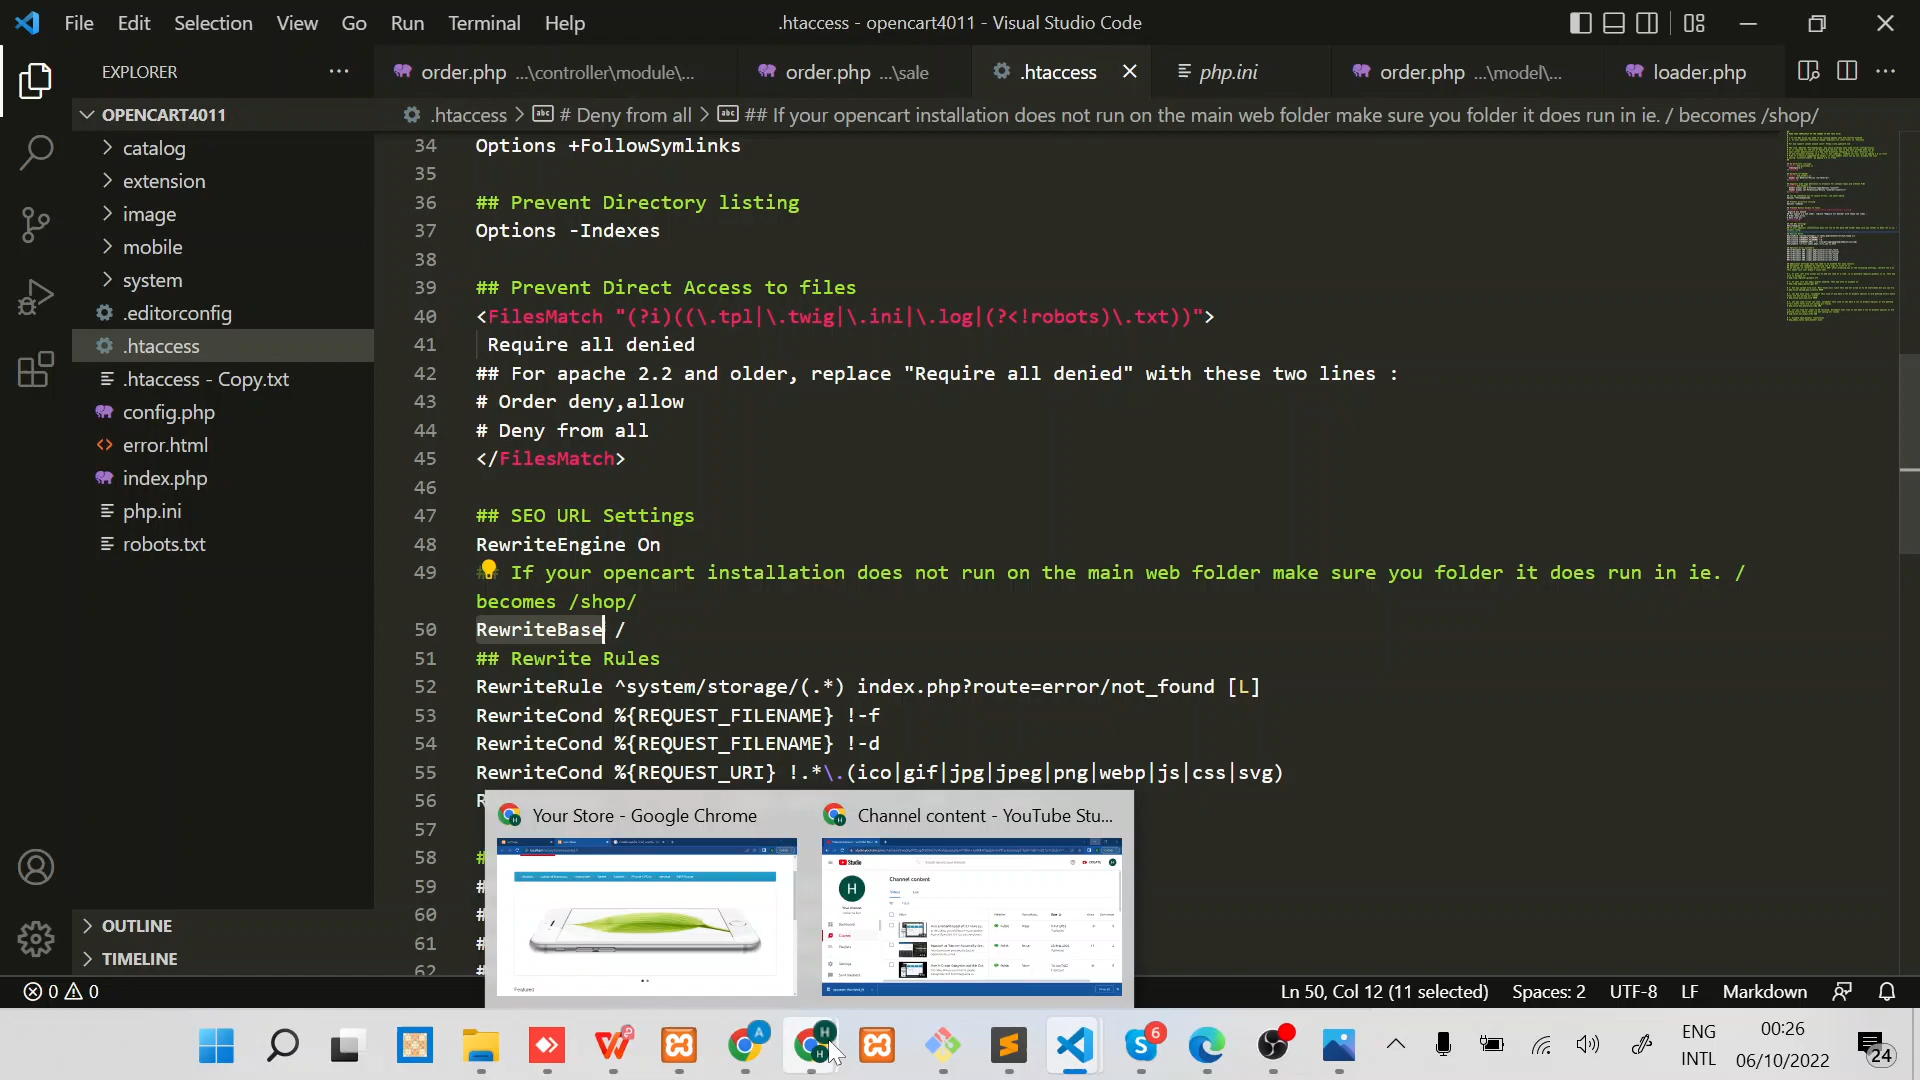 File Edit Selection View Go Run Terminal Help
.htaccess - opencart4011 - Visual Studio Code
EXPLORER
order.php ...\controller\module\...
order.php ...\sale
.htaccess
php.ini
order.php ...\model\...
loader.php
OPENCART4011
.htaccess > # Deny from all > ## If your opencart installation does not run on the main web folder make sure you folder it does run in ie. / becomes /shop/
catalog
extension
image
mobile
system
.editorconfig
.htaccess
.htaccess - Copy.txt
config.php
error.html
index.php
php.ini
robots.txt
OUTLINE
TIMELINE
34 Options +FollowSymlinks
35
36 ## Prevent Directory listing
37 Options -Indexes
38
39 ## Prevent Direct Access to files
40 <FilesMatch "(?i)((\.tpl|\.twig|\.ini|\.log|(?<!robots)\.txt))">
41 Require all denied
42 ## For apache 2.2 and older, replace "Require all denied" with these two lines :
43 # Order deny,allow
44 # Deny from all
45 </FilesMatch>
46
47 ## SEO URL Settings
48 RewriteEngine On
49 ## If your opencart installation does not run on the main web folder make sure you folder it does run in ie. /
becomes /shop/
50 RewriteBase /
51 ## Rewrite Rules
52 RewriteRule ^system/storage/(.*) index.php?route=error/not_found [L]
53 RewriteCond %{REQUEST_FILENAME} !-f
54 RewriteCond %{REQUEST_FILENAME} !-d
55 RewriteCond %{REQUEST_URI} !.*\.(ico|gif|jpg|jpeg|png|webp|js|css|svg)
56 R
57
58 #
59 #
60 #
61 #
62 #
Your Store - Google Chrome
Channel content - YouTube Stu...
Studio
H
Channel content
Featured
0 0
Ln 50, Col 12 (11 selected) Spaces: 2 UTF-8 LF Markdown
A
H
H
6
ENG
INTL
00:26
06/10/2022
24